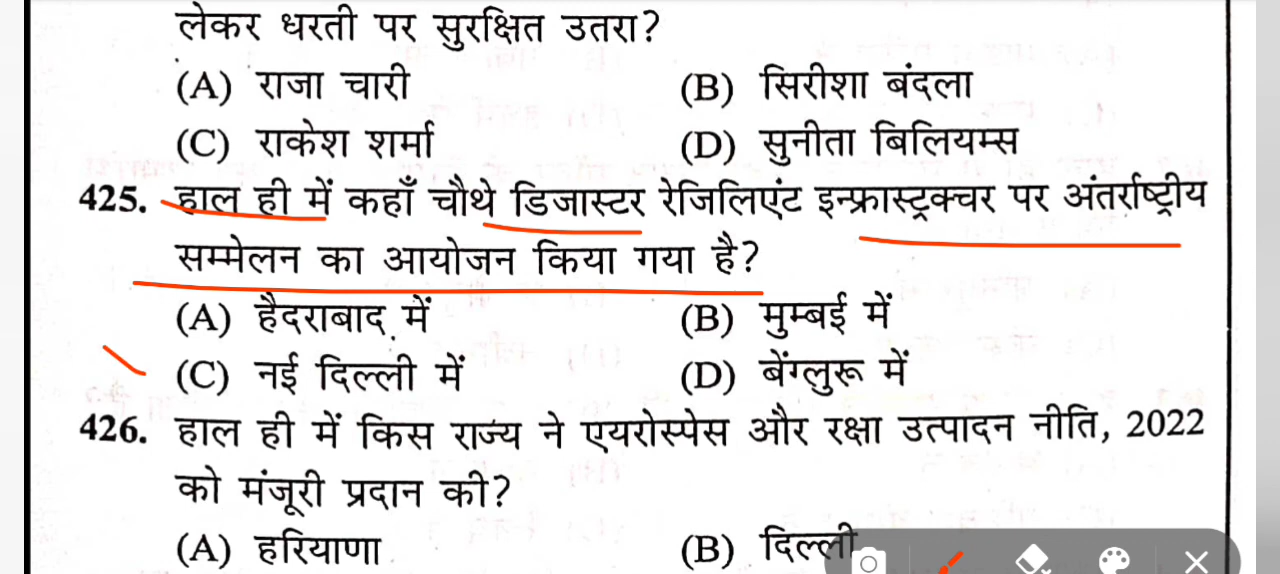 लेकर धरती पर सुरक्षित उतरा?
(A) राजा चारी (B) सिरीशा बंदला
(C) राकेश शर्मा (D) सुनीता बिलियम्स
425. हाल ही में कहाँ चौथे डिजास्टर रेजिलिएंट इन्फ्रास्ट्रक्चर पर अंतर्राष्ट्रीय
सम्मेलन का आयोजन किया गया है?
(A) हैदराबाद में (B) मुम्बई में
(C) नई दिल्ली में (D) बेंग्लुरू में
426. हाल ही में किस राज्य ने एयरोस्पेस और रक्षा उत्पादन नीति, 2022
को मंजूरी प्रदान की?
(A) हरियाणा (B) दिल्ली